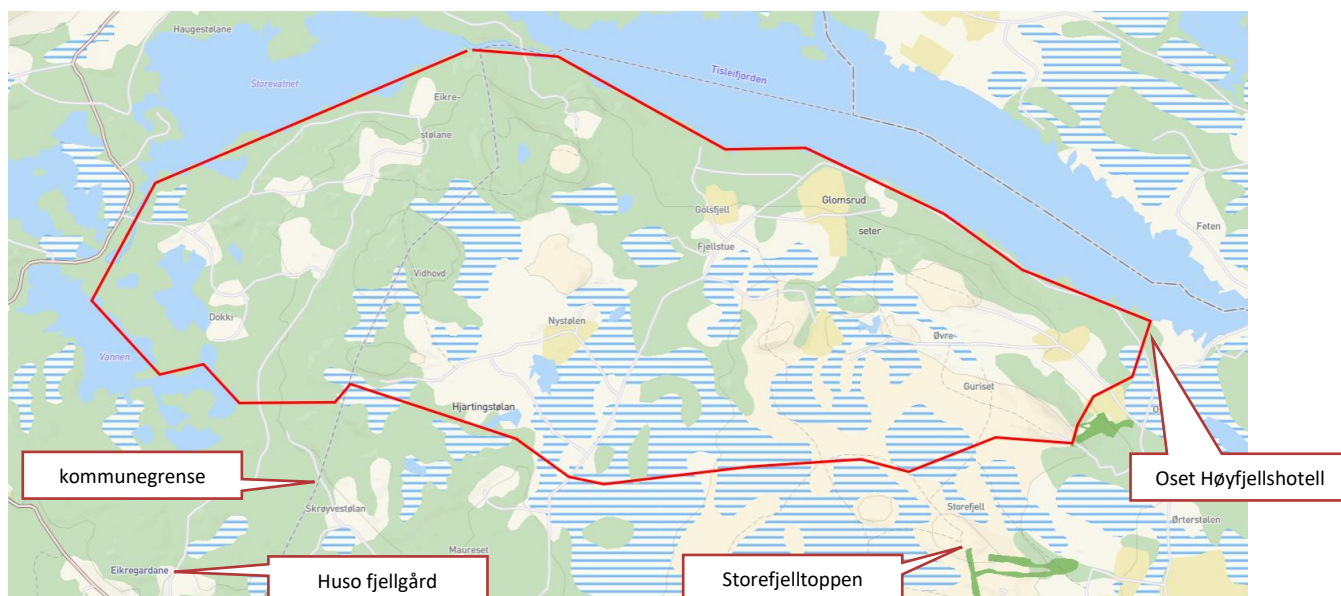 Haugestølane
Storevatnet
Tisleifjorden
Eikre-
stølane
Golsfjell
Glomsrud
seter
Fjellstue
Feten
Vidhovd
Dokki
Nystølen
Øvre-
Vannen
Guriset
Hjartingstølan
kommunegrense
Oset Høyfjellshotell
Skrøyvestølan
Storefjell
Ørterstølen
Maureset
Eikregardane
Huso fjellgård
Storefjelltoppen